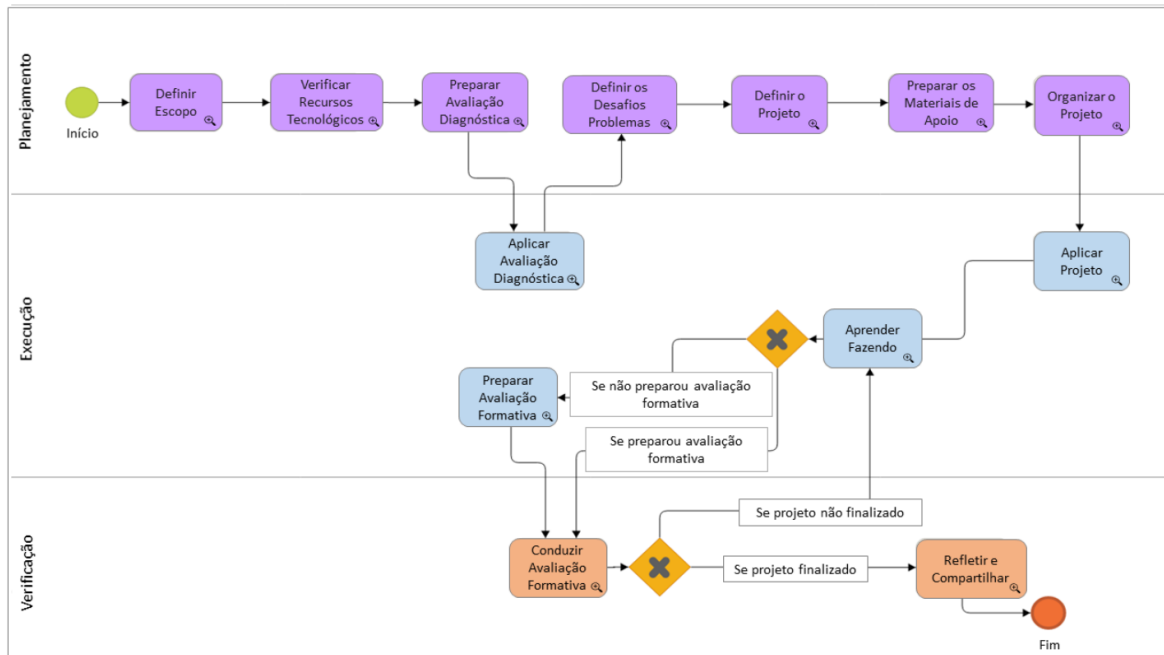 Planejamento
Início
Definir
Escopo
Verificar
Recursos
Tecnológicos
Preparar
Avaliação
Diagnóstica
Definir os
Desafios
Problemas
Definir o
Projeto
Preparar os
Materiais de
Apoio
Organizar o
Projeto
Execução
Aplicar
Avaliação
Diagnóstica
Aplicar
Projeto
Aprender
Fazendo
Se não preparou avaliação
formativa
Preparar
Avaliação
Formativa
Se preparou avaliação
formativa
Verificação
Se projeto não finalizado
Conduzir
Avaliação
Formativa
Se projeto finalizado
Refletir e
Compartilhar
Fim